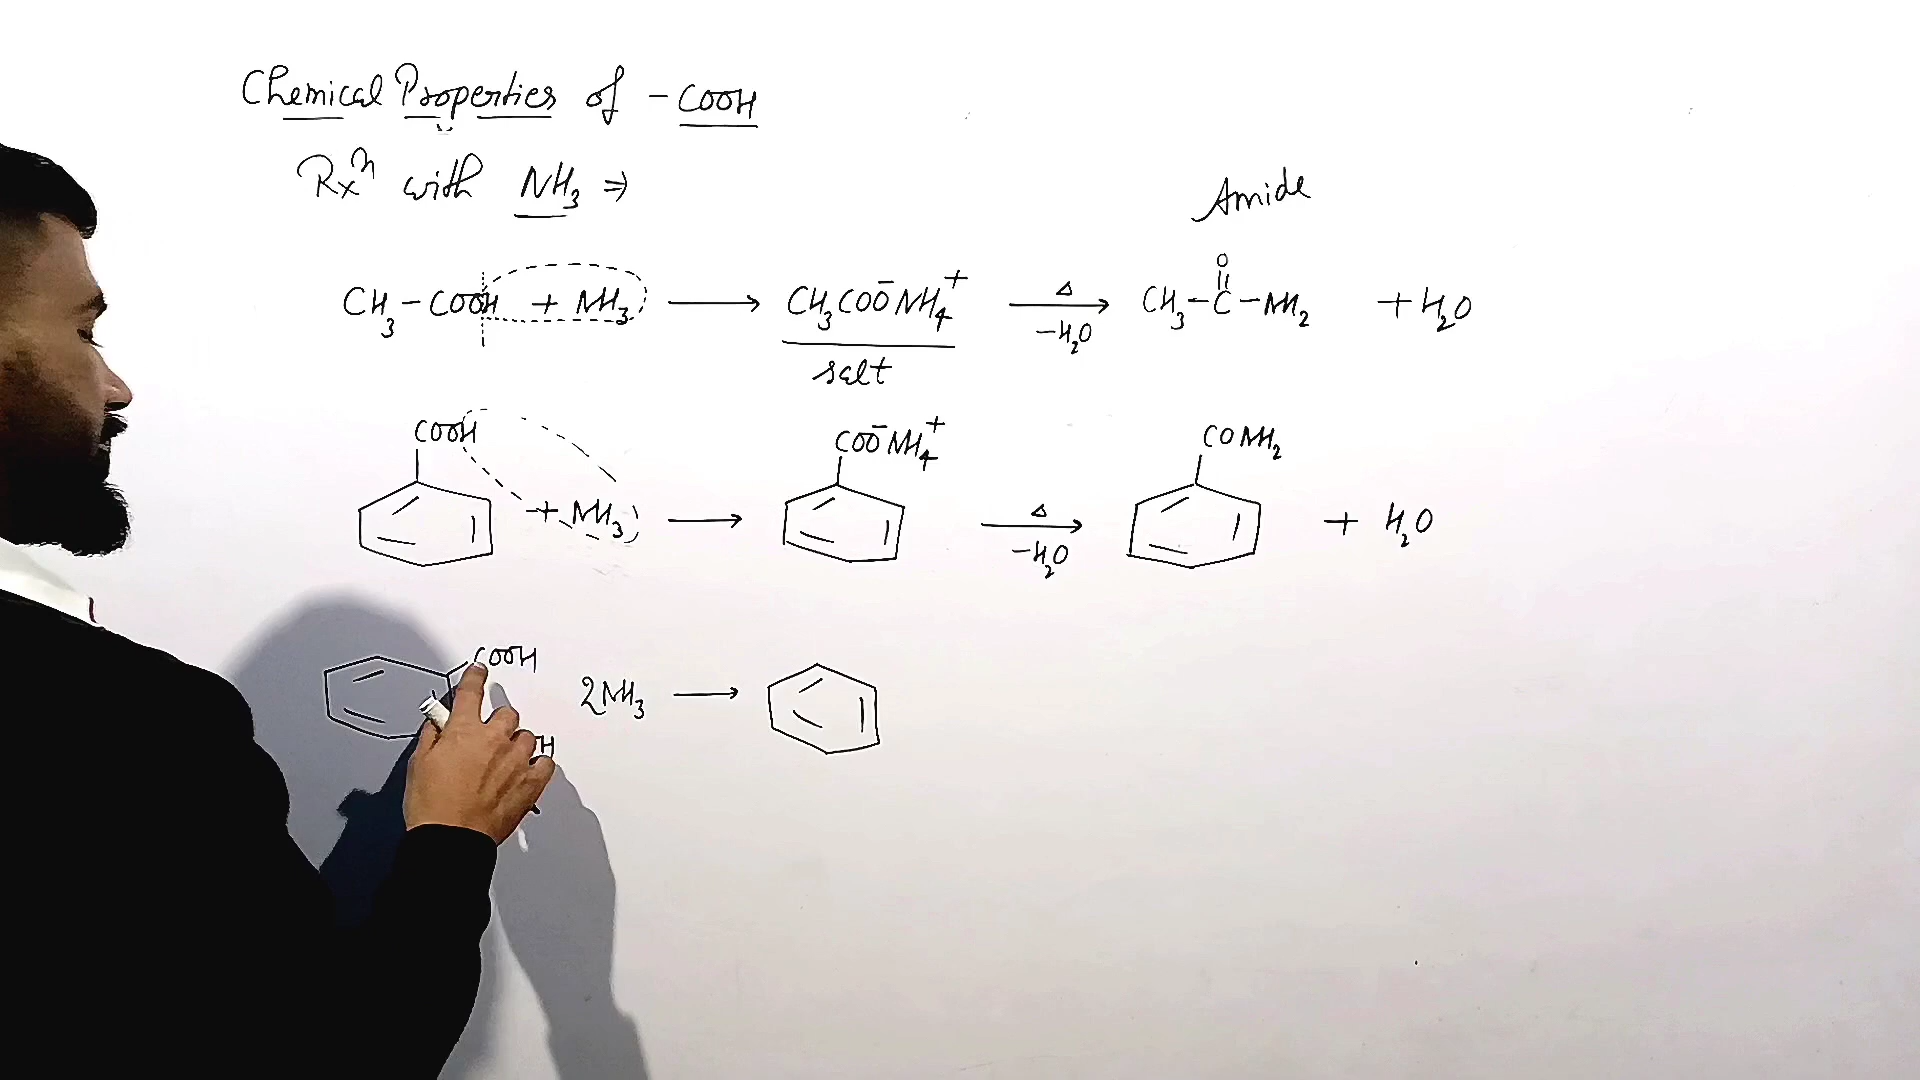 Chemical Properties of -COOH
Rxⁿ with NH₃ ⇒
Amide
O
CH₃-COOH + NH₃ ⟶ CH₃COO⁻NH₄⁺ Δ CH₃-C-NH₂ +H₂O
-H₂O
salt
COOH COO⁻NH₄⁺ CONH₂
+ NH₃ ⟶ Δ + H₂O
-H₂O
COOH
2NH₃ ⟶
H